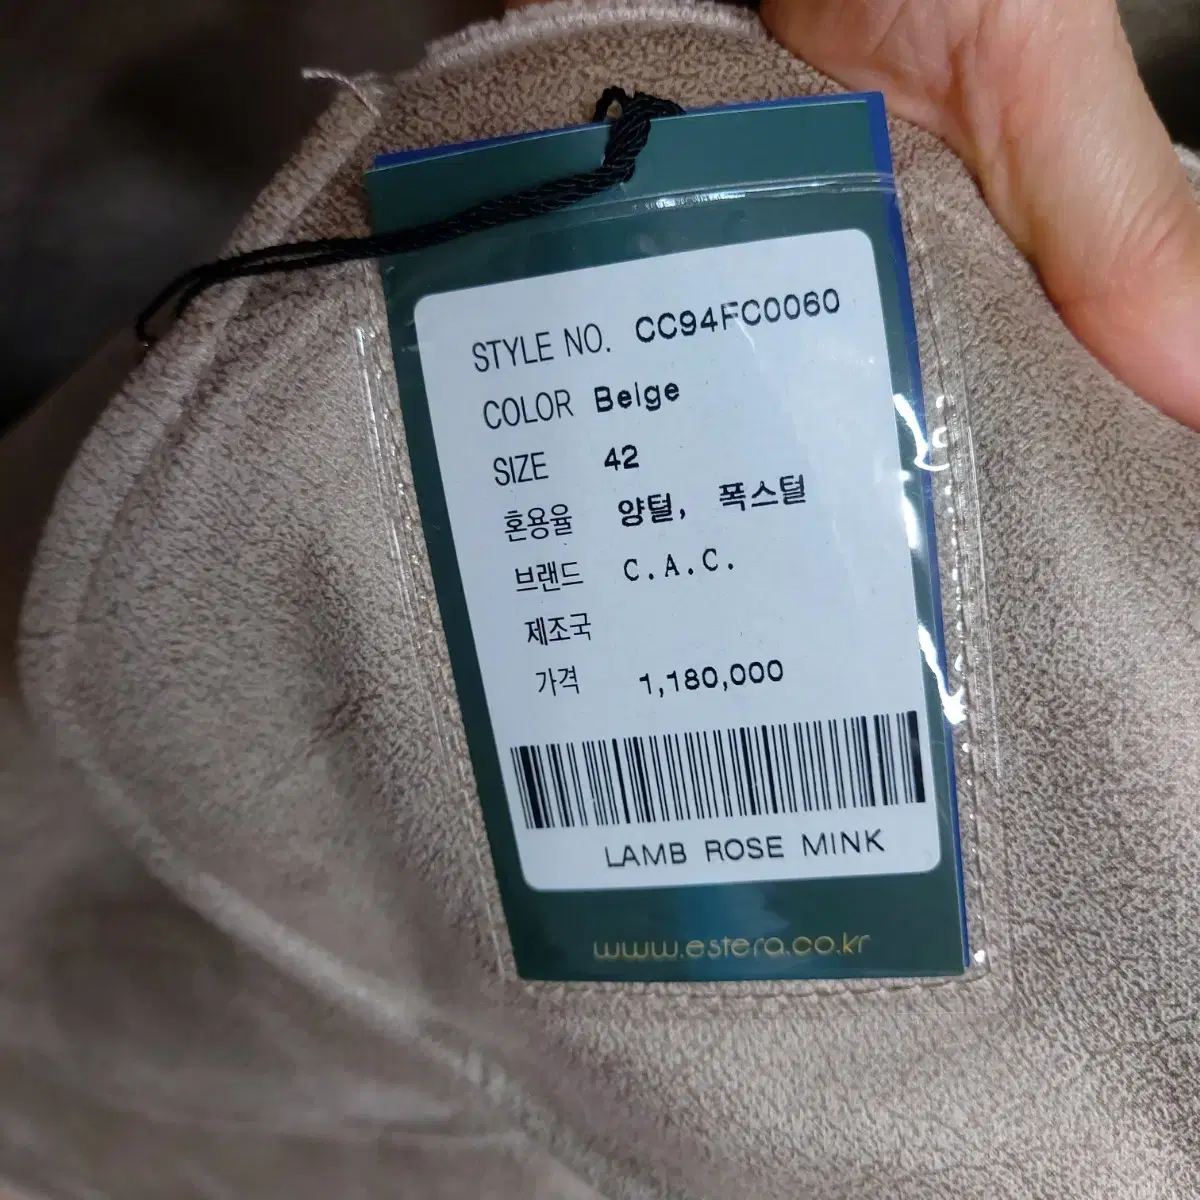 STYLE NO. CC94FC0060
COLOR Beige
SIZE 42
혼용율 양털, 폭스털
브랜드 C.A.C.
제조국
가격 1,180,000
LAMB ROSE MINK
www.estera.co.kr